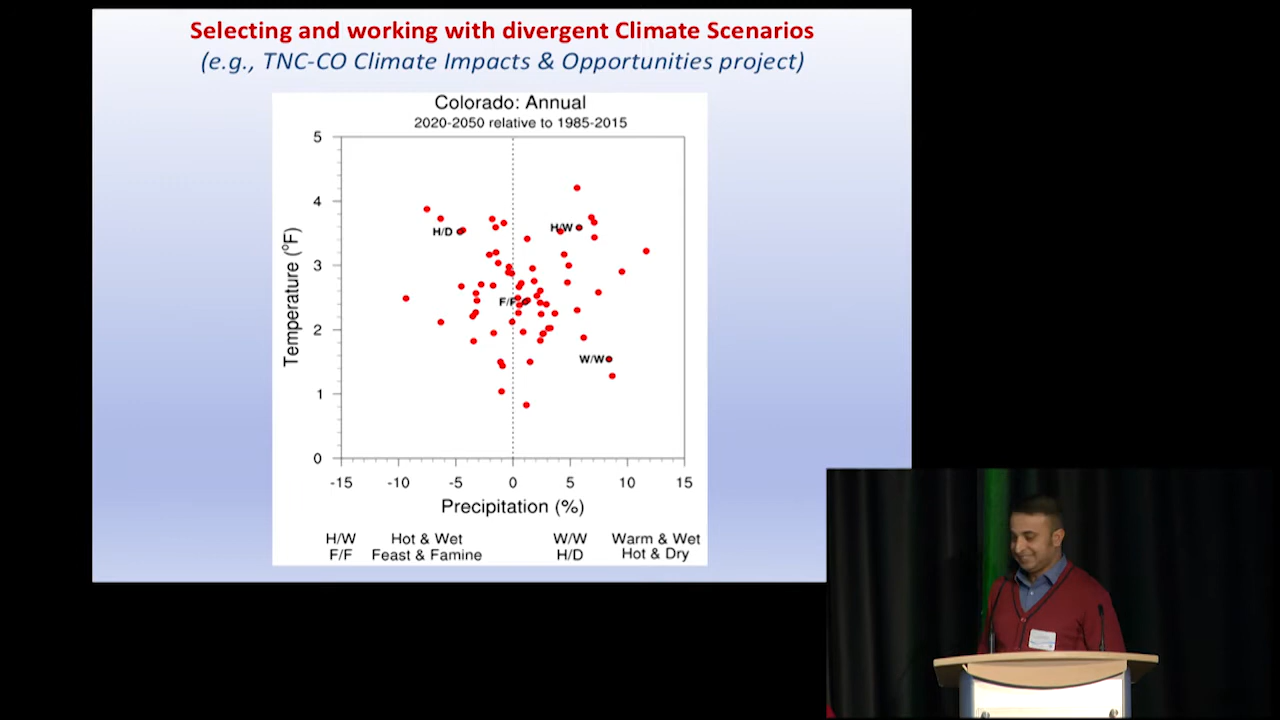 Selecting and working with divergent Climate Scenarios
(e.g., TNC-CO Climate Impacts & Opportunities project)
Colorado: Annual
2020-2050 relative to 1985-2015
5
4
3
2
1
0
Temperature (°F)
H/D
H/W
F/F
W/W
-15 -10 -5 0 5 10 15
Precipitation (%)
H/W Hot & Wet W/W Warm & Wet
F/F Feast & Famine H/D Hot & Dry